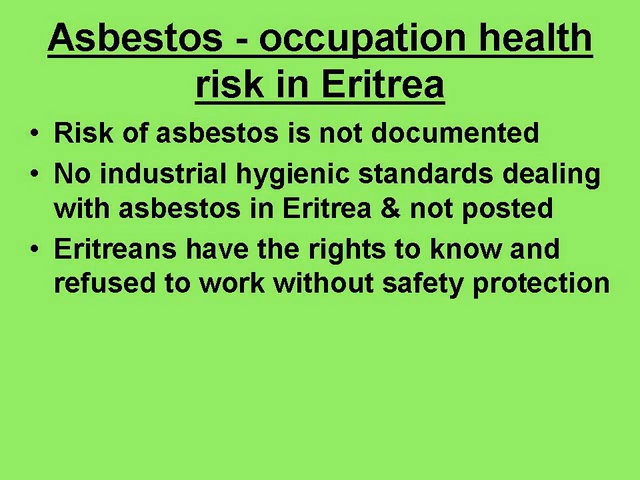 Asbestos - occupation health
risk in Eritrea
• Risk of asbestos is not documented
• No industrial hygienic standards dealing
with asbestos in Eritrea & not posted
• Eritreans have the rights to know and
refused to work without safety protection